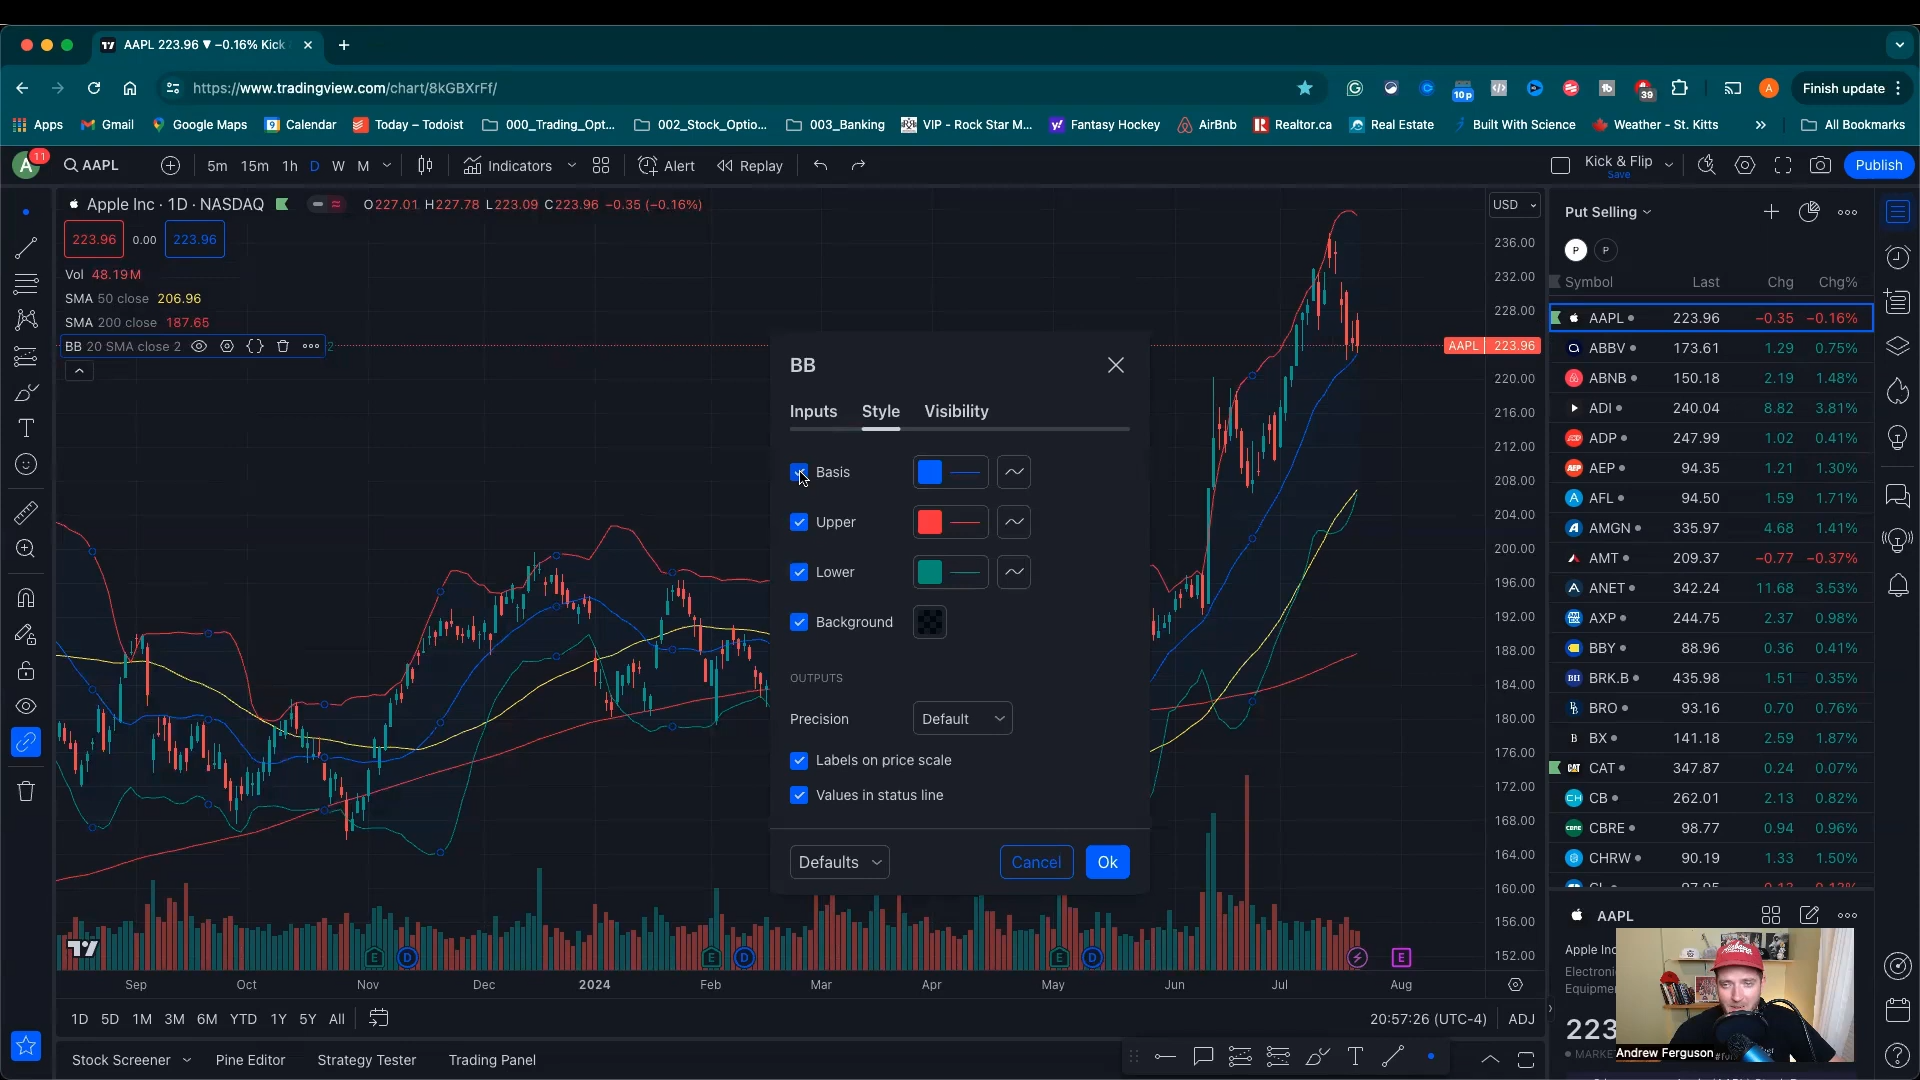 AAPL 223.96 ▼ −0.16% Kick
https://www.tradingview.com/chart/8kGBXrFf/
10p
39
A
Finish update
Apps
Gmail
Google Maps
Calendar
Today – Todoist
000_Trading_Opt...
002_Stock_Optio...
003_Banking
VIP - Rock Star M...
Fantasy Hockey
AirBnb
Realtor.ca
Real Estate
Built With Science
Weather - St. Kitts
All Bookmarks
A
11
AAPL
5m
15m
1h
D
W
M
Indicators
Alert
Replay
Kick & Flip
Save
Publish
Apple Inc · 1D · NASDAQ
O227.01 H227.78 L223.09 C223.96 −0.35 (−0.16%)
223.96
0.00
223.96
Vol 48.19M
SMA 50 close 206.96
SMA 200 close 187.65
BB 20 SMA close 2
USD
236.00
232.00
228.00
AAPL 223.96
220.00
216.00
212.00
208.00
204.00
200.00
196.00
192.00
188.00
184.00
180.00
176.00
172.00
168.00
164.00
160.00
156.00
152.00
BB
Inputs
Style
Visibility
Basis
Upper
Lower
Background
OUTPUTS
Precision
Default
Labels on price scale
Values in status line
Defaults
Cancel
Ok
E
D
E
D
E
D
E
Sep
Oct
Nov
Dec
2024
Feb
Mar
Apr
May
Jun
Jul
Aug
1D
5D
1M
3M
6M
YTD
1Y
5Y
All
20:57:26 (UTC-4)
ADJ
Stock Screener
Pine Editor
Strategy Tester
Trading Panel
Put Selling
P
P
Symbol Last Chg Chg%
AAPL 223.96 −0.35 −0.16%
ABBV 173.61 1.29 0.75%
ABNB 150.18 2.19 1.48%
ADI 240.04 8.82 3.81%
ADP 247.99 1.02 0.41%
AEP 94.35 1.21 1.30%
AFL 94.50 1.59 1.71%
AMGN 335.97 4.68 1.41%
AMT 209.37 −0.77 −0.37%
ANET 342.24 11.68 3.53%
AXP 244.75 2.37 0.98%
BBY 88.96 0.36 0.41%
BRK.B 435.98 1.51 0.35%
BRO 93.16 0.70 0.76%
BX 141.18 2.59 1.87%
CAT 347.87 0.24 0.07%
CB 262.01 2.13 0.82%
CBRE 98.77 0.94 0.96%
CHRW 90.19 1.33 1.50%
AAPL
Apple Inc
Electroni
Equipme
223
Andrew Ferguson